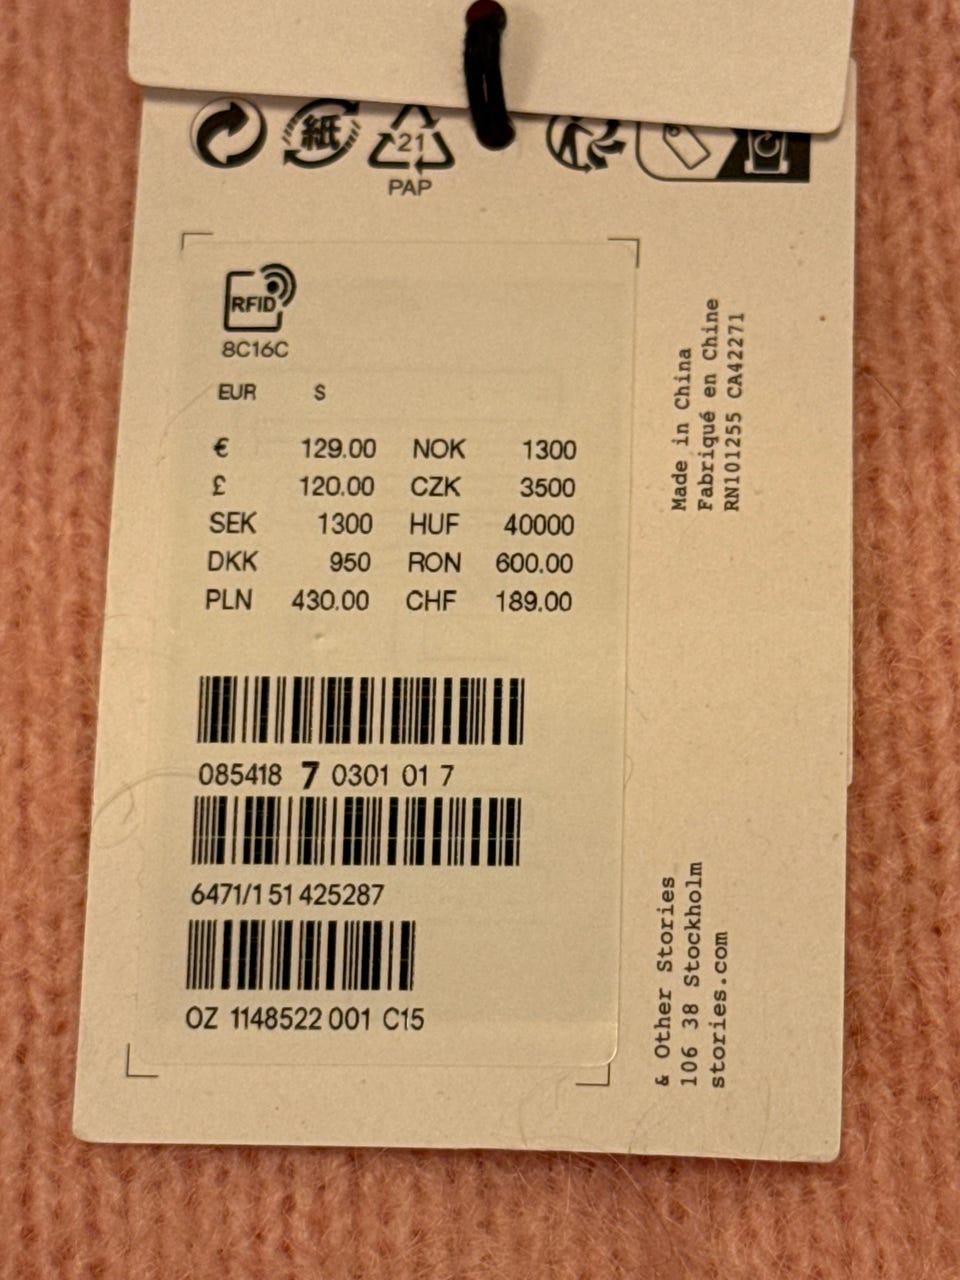 紙
21
PAP
RFID
8C16C
EUR S
€ 129.00 NOK 1300
£ 120.00 CZK 3500
SEK 1300 HUF 40000
DKK 950 RON 600.00
PLN 430.00 CHF 189.00
085418 7 0301 01 7
6471/1 51 425287
OZ 1148522 001 C15
Made in China
Fabriqué en Chine
RN101255 CA42271
& Other Stories
106 38 Stockholm
stories.com